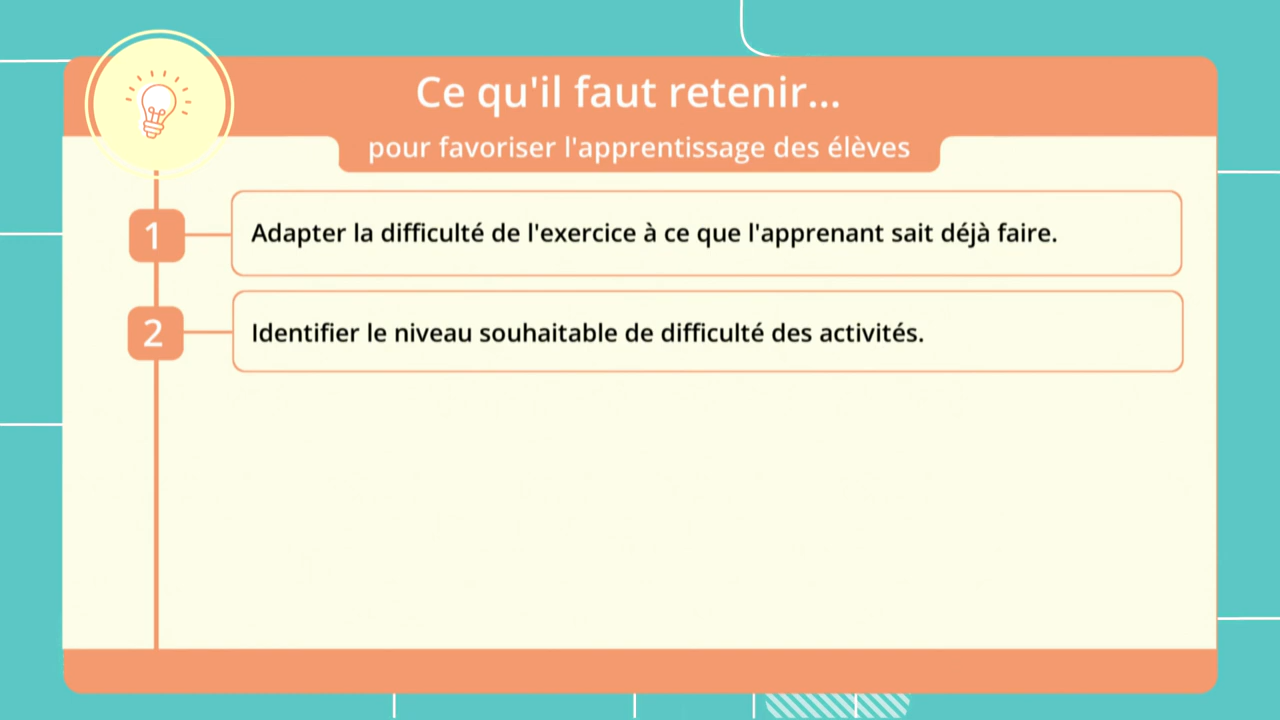 Ce qu'il faut retenir...
pour favoriser l'apprentissage des élèves
1
Adapter la difficulté de l'exercice à ce que l'apprenant sait déjà faire.
2
Identifier le niveau souhaitable de difficulté des activités.